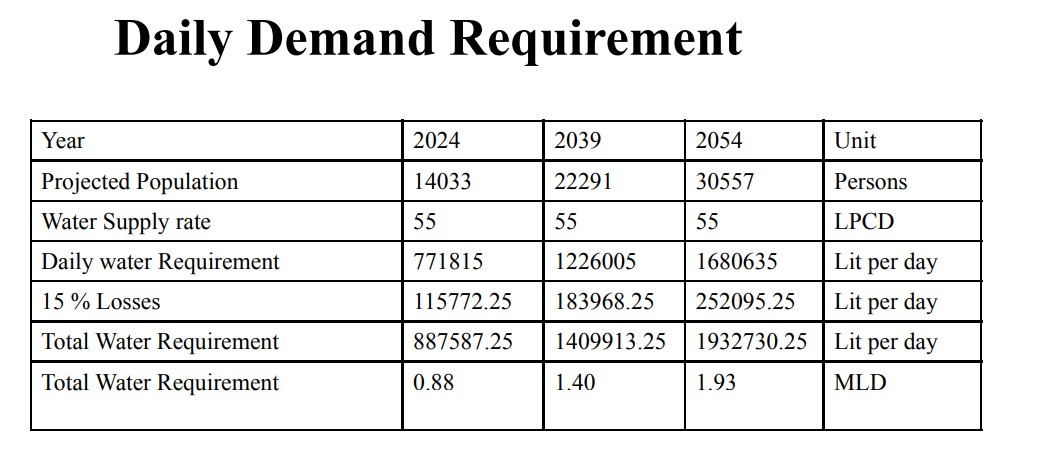 Daily Demand Requirement
Year 2024 2039 2054 Unit
Projected Population 14033 22291 30557 Persons
Water Supply rate 55 55 55 LPCD
Daily water Requirement 771815 1226005 1680635 Lit per day
15 % Losses 115772.25 183968.25 252095.25 Lit per day
Total Water Requirement 887587.25 1409913.25 1932730.25 Lit per day
Total Water Requirement 0.88 1.40 1.93 MLD